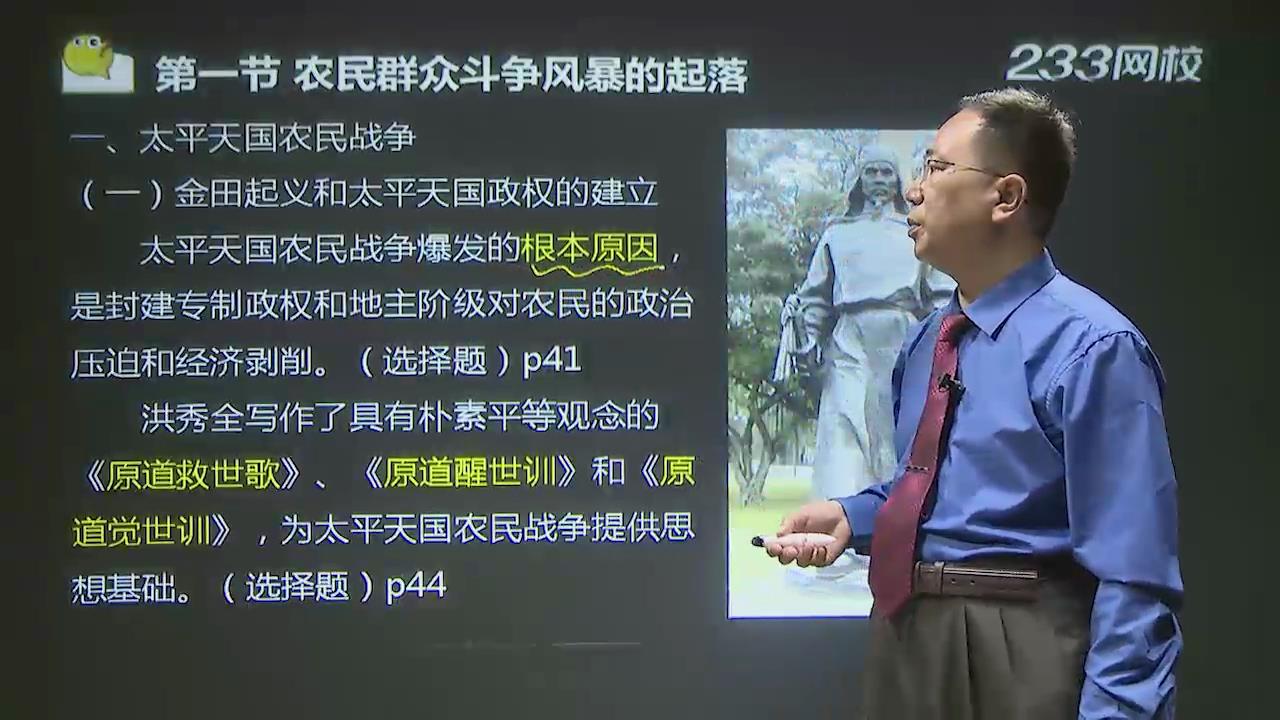 第一节 农民群众斗争风暴的起落
233网校
一、太平天国农民战争
（一）金田起义和太平天国政权的建立
太平天国农民战争爆发的根本原因，
是封建专制政权和地主阶级对农民的政治
压迫和经济剥削。（选择题）p41
洪秀全写作了具有朴素平等观念的
《原道救世歌》、《原道醒世训》和《原
道觉世训》，为太平天国农民战争提供思
想基础。（选择题）p44